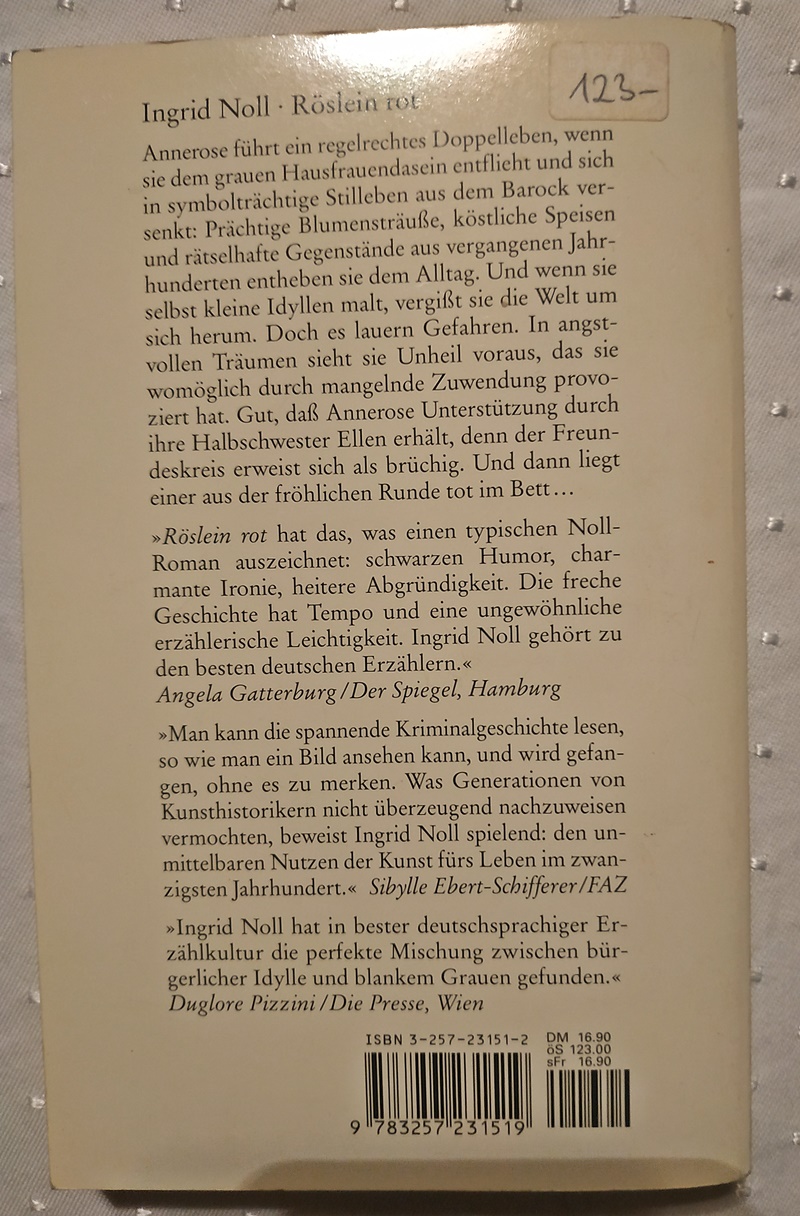 123–
Ingrid Noll · Röslein rot
Annerose führt ein regelrechtes Doppelleben, wenn
sie dem grauen Hausfrauendasein entflieht und sich
in symbolträchtige Stilleben aus dem Barock ver-
senkt: Prächtige Blumensträuße, köstliche Speisen
und rätselhafte Gegenstände aus vergangenen Jahr-
hunderten entheben sie dem Alltag. Und wenn sie
selbst kleine Idyllen malt, vergißt sie die Welt um
sich herum. Doch es lauern Gefahren. In angst-
vollen Träumen sieht sie Unheil voraus, das sie
womöglich durch mangelnde Zuwendung provo-
ziert hat. Gut, daß Annerose Unterstützung durch
ihre Halbschwester Ellen erhält, denn der Freun-
deskreis erweist sich als brüchig. Und dann liegt
einer aus der fröhlichen Runde tot im Bett...
»Röslein rot hat das, was einen typischen Noll-
Roman auszeichnet: schwarzen Humor, char-
mante Ironie, heitere Abgründigkeit. Die freche
Geschichte hat Tempo und eine ungewöhnliche
erzählerische Leichtigkeit. Ingrid Noll gehört zu
den besten deutschen Erzählern.«
Angela Gatterburg/Der Spiegel, Hamburg
»Man kann die spannende Kriminalgeschichte lesen,
so wie man ein Bild ansehen kann, und wird gefan-
gen, ohne es zu merken. Was Generationen von
Kunsthistorikern nicht überzeugend nachzuweisen
vermochten, beweist Ingrid Noll spielend: den un-
mittelbaren Nutzen der Kunst fürs Leben im zwan-
zigsten Jahrhundert.« Sibylle Ebert-Schifferer/FAZ
»Ingrid Noll hat in bester deutschsprachiger Er-
zählkultur die perfekte Mischung zwischen bür-
gerlicher Idylle und blankem Grauen gefunden.«
Duglore Pizzini/Die Presse, Wien
ISBN 3-257-23151-2
DM 16.90
öS 123.00
sFr 16.90
9 783257 231519